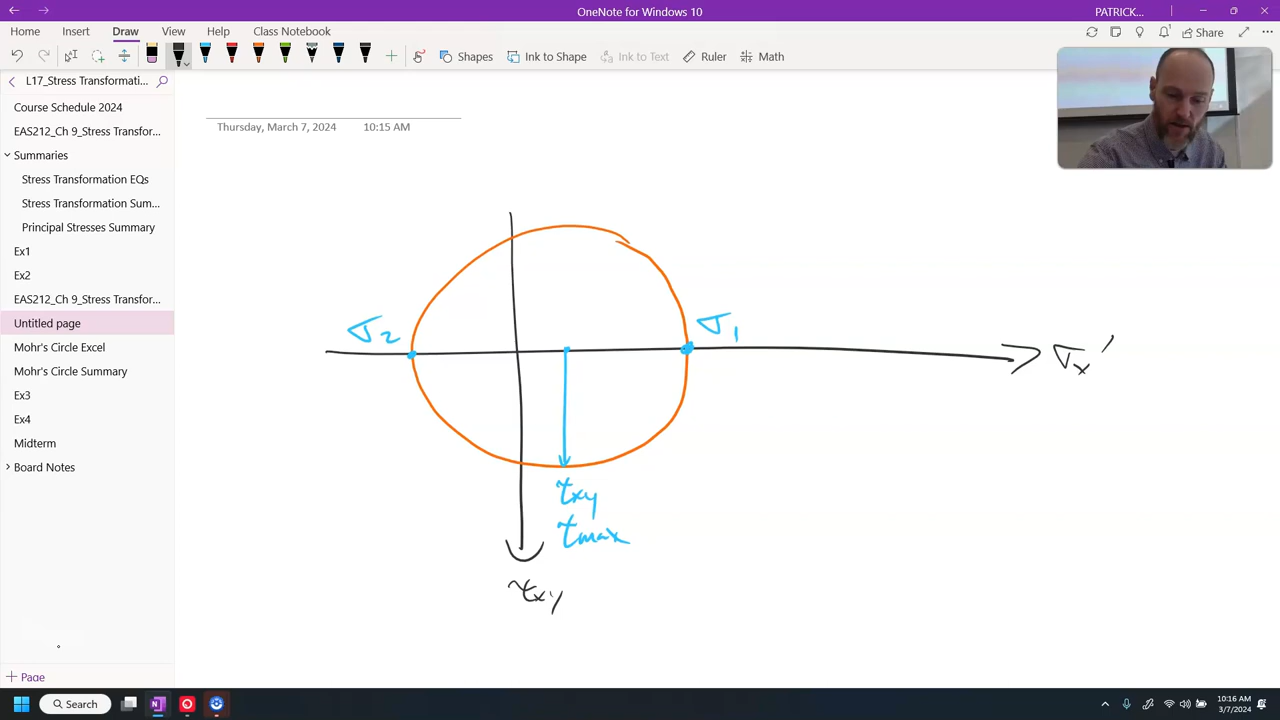 OneNote for Windows 10
PATRICK...
Home Insert Draw View Help Class Notebook
Share
Shapes Ink to Shape Ink to Text Ruler Math
L17_Stress Transformati...
Course Schedule 2024
EAS212_Ch 9_Stress Transfor...
Summaries
Stress Transformation EQs
Stress Transformation Sum...
Principal Stresses Summary
Ex1
Ex2
EAS212_Ch 9_Stress Transfor...
Untitled page
Mohr's Circle Excel
Mohr's Circle Summary
Ex3
Ex4
Midterm
Board Notes
+ Page
Thursday, March 7, 2024 10:15 AM
σ2
σ1
σx'
τxy
τmax
τxy
Search
10:16 AM
3/7/2024